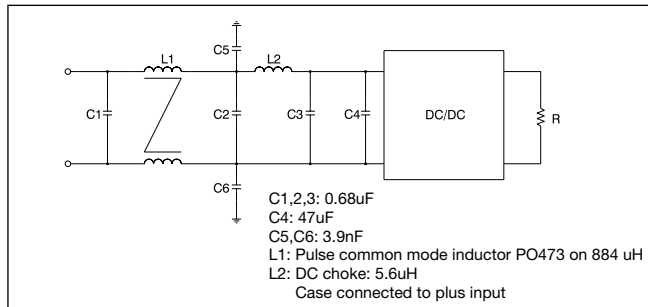 C5
L1
L2
C1
C2
C3
C4
DC/DC
R
C6
C1,2,3: 0.68uF
C4: 47uF
C5,C6: 3.9nF
L1: Pulse common mode inductor PO473 on 884 uH
L2: DC choke: 5.6uH
Case connected to plus input